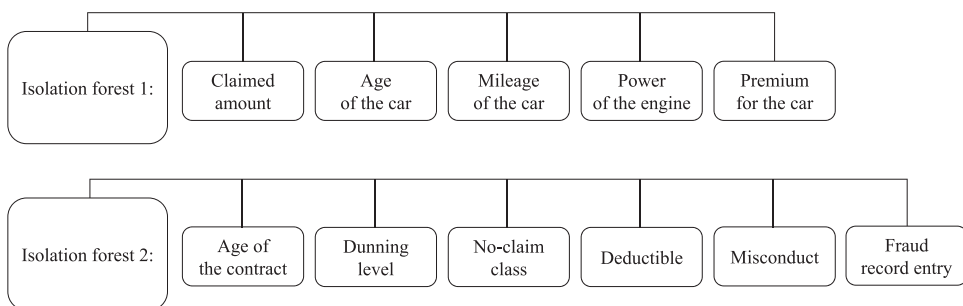 Isolation forest 1:
Claimed
amount
Age
of the car
Mileage
of the car
Power
of the engine
Premium
for the car
Isolation forest 2:
Age of
the contract
Dunning
level
No-claim
class
Deductible
Misconduct
Fraud
record entry